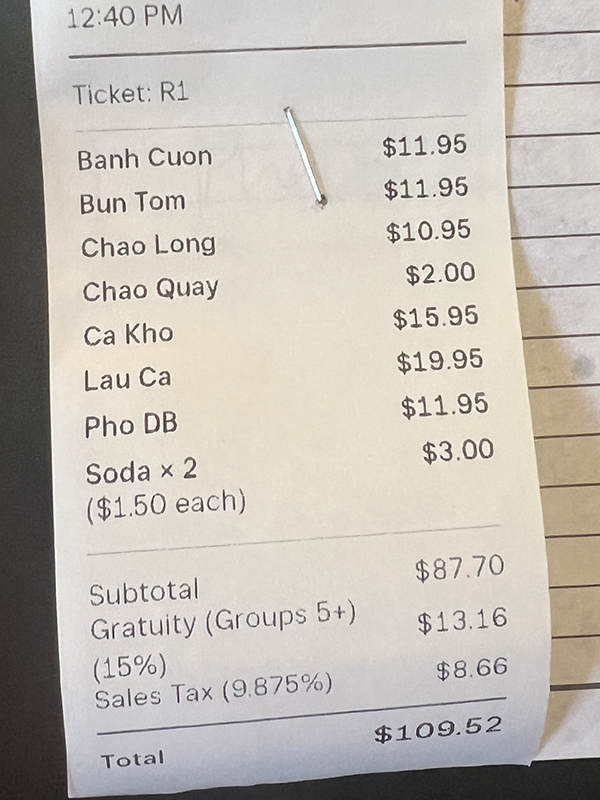 12:40 PM
Ticket: R1
Banh Cuon $11.95
Bun Tom $11.95
Chao Long $10.95
Chao Quay $2.00
Ca Kho $15.95
Lau Ca $19.95
Pho DB $11.95
Soda × 2 $3.00
($1.50 each)
Subtotal $87.70
Gratuity (Groups 5+) $13.16
(15%)
Sales Tax (9.875%) $8.66
Total $109.52